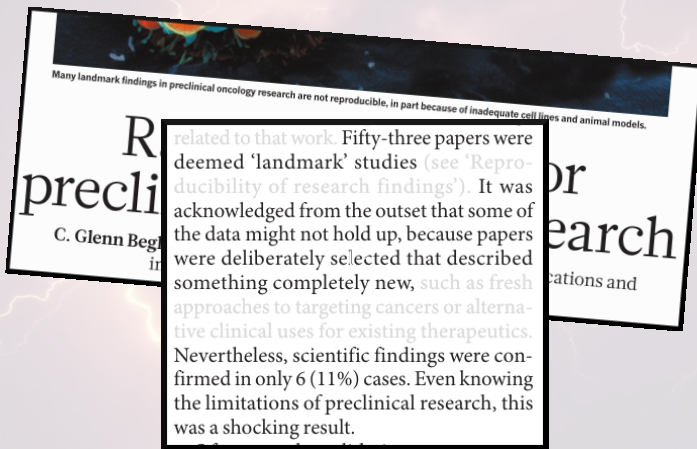 Many landmark findings in preclinical oncology research are not reproducible, in part because of inadequate cell lines and animal models.
precli
earch
C. Glenn Begl
cations and
related to that work. Fifty-three papers were
deemed ‘landmark’ studies (see ‘Repro-
ducibility of research findings’). It was
acknowledged from the outset that some of
the data might not hold up, because papers
were deliberately selected that described
something completely new, such as fresh
approaches to targeting cancers or alterna-
tive clinical uses for existing therapeutics.
Nevertheless, scientific findings were con-
firmed in only 6 (11%) cases. Even knowing
the limitations of preclinical research, this
was a shocking result.